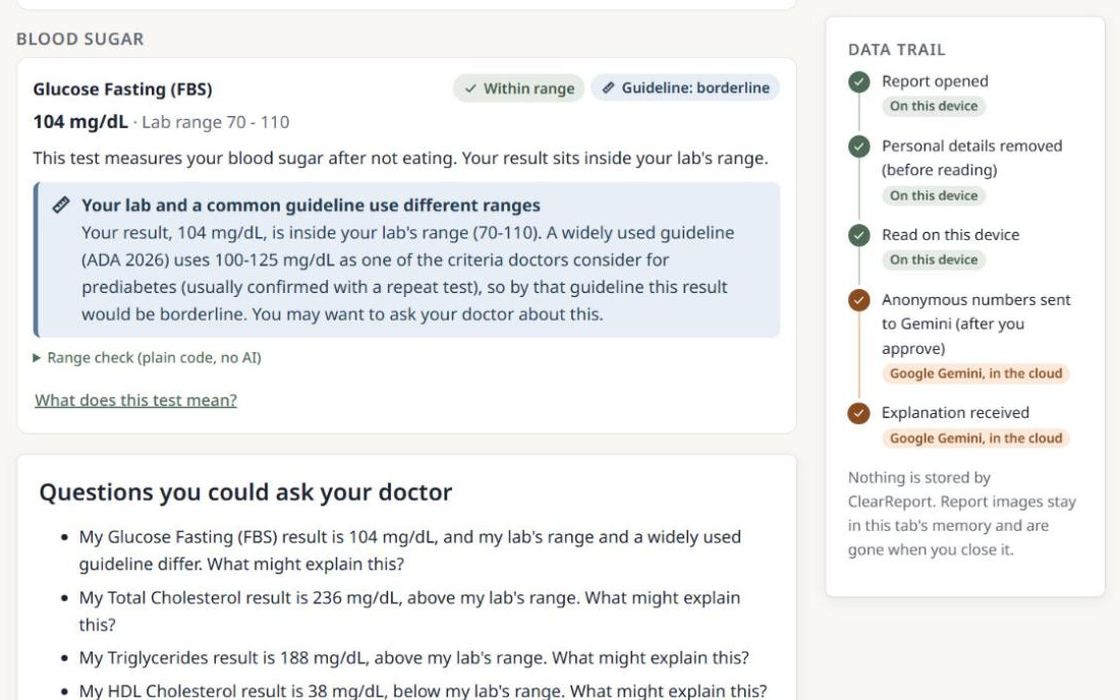 BLOOD SUGAR
Glucose Fasting (FBS)
Within range
Guideline: borderline
104 mg/dL · Lab range 70 - 110
This test measures your blood sugar after not eating. Your result sits inside your lab's range.
Your lab and a common guideline use different ranges
Your result, 104 mg/dL, is inside your lab's range (70-110). A widely used guideline
(ADA 2026) uses 100-125 mg/dL as one of the criteria doctors consider for
prediabetes (usually confirmed with a repeat test), so by that guideline this result
would be borderline. You may want to ask your doctor about this.
Range check (plain code, no AI)
What does this test mean?
Questions you could ask your doctor
My Glucose Fasting (FBS) result is 104 mg/dL, and my lab's range and a widely used
guideline differ. What might explain this?
My Total Cholesterol result is 236 mg/dL, above my lab's range. What might explain
this?
My Triglycerides result is 188 mg/dL, above my lab's range. What might explain this?
My HDL Cholesterol result is 38 mg/dL, below my lab's range. What might explain this?
DATA TRAIL
Report opened
On this device
Personal details removed
(before reading)
On this device
Read on this device
On this device
Anonymous numbers sent
to Gemini (after you
approve)
Google Gemini, in the cloud
Explanation received
Google Gemini, in the cloud
Nothing is stored by
ClearReport. Report images stay
in this tab's memory and are
gone when you close it.